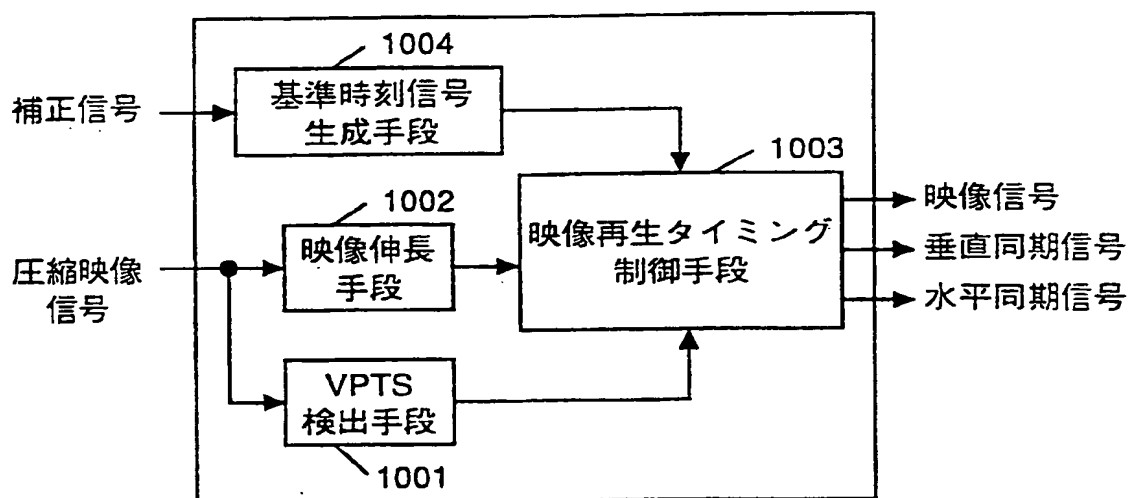 1004
補正信号
基準時刻信号
生成手段
1003
1002
映像伸長
手段
映像再生タイミング
制御手段
映像信号
垂直同期信号
水平同期信号
圧縮映像
信号
VPTS
検出手段
1001